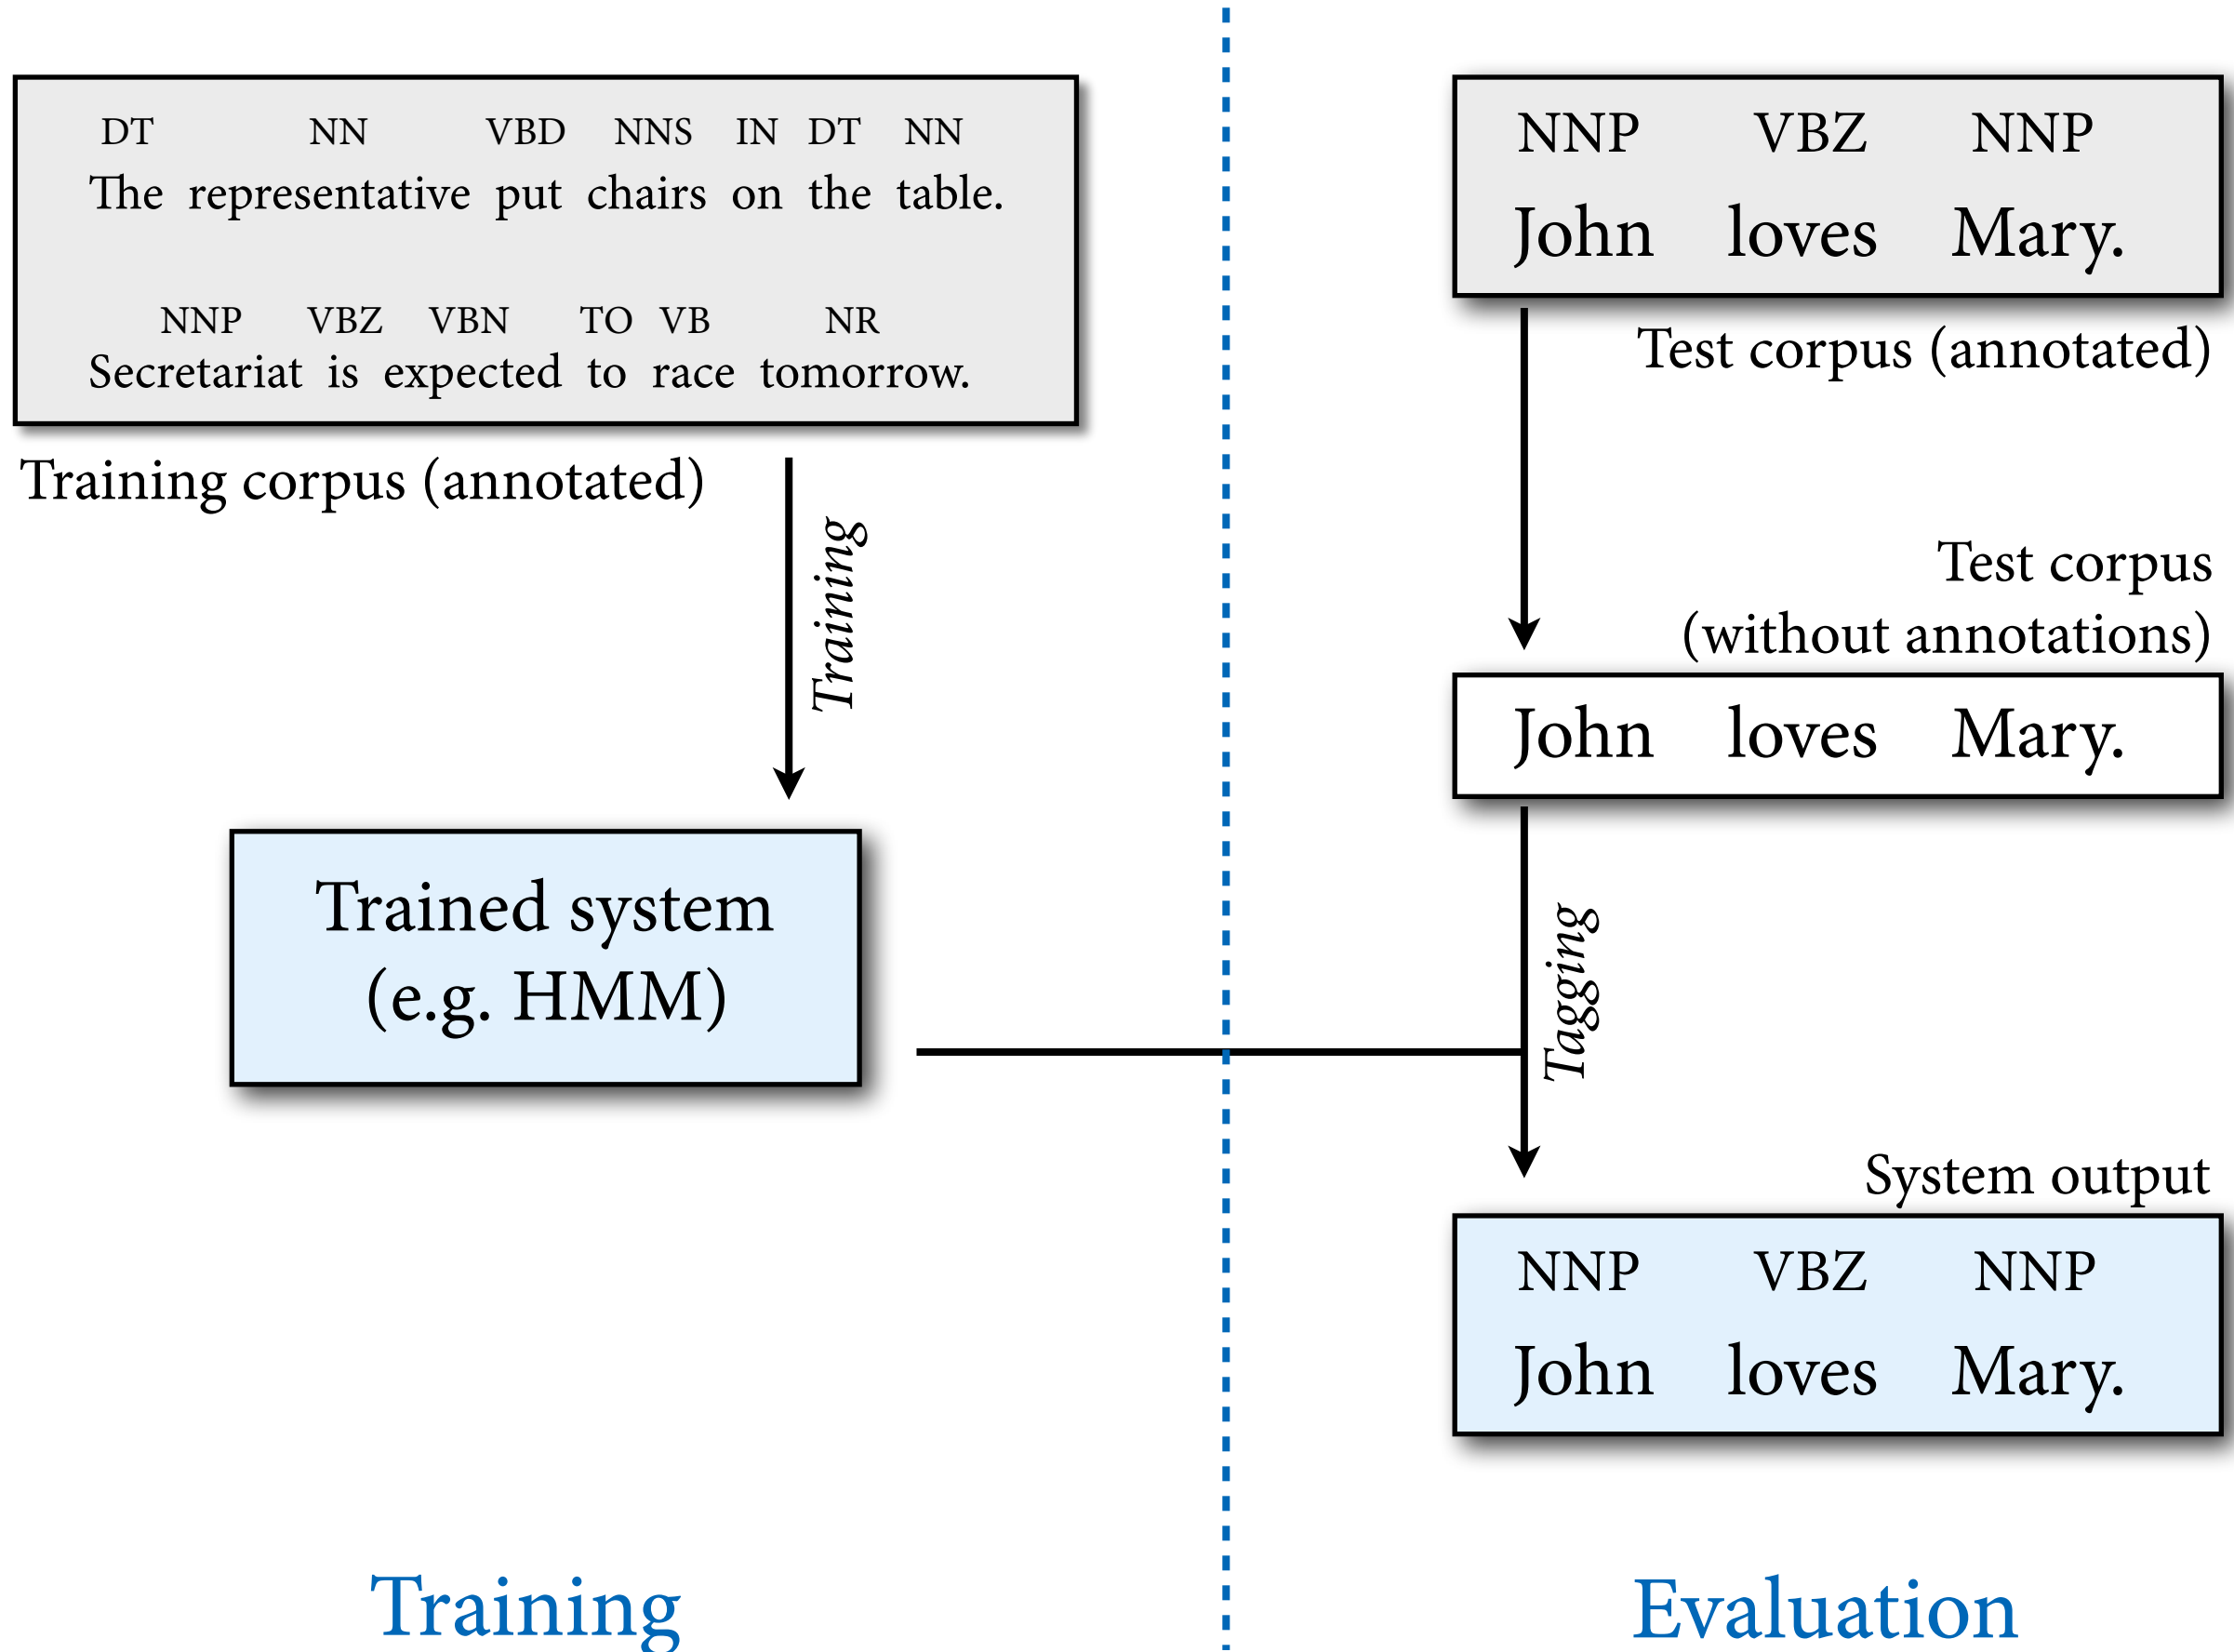 DT NN VBD NNS IN DT NN
The representative put chairs on the table.
NNP VBZ VBN TO VB NR
Secretariat is expected to race tomorrow.
Training corpus (annotated)
Training
Trained system
(e.g. HMM)
Training
NNP VBZ NNP
John loves Mary.
Test corpus (annotated)
Test corpus
(without annotations)
John loves Mary.
Tagging
System output
NNP VBZ NNP
John loves Mary.
Evaluation